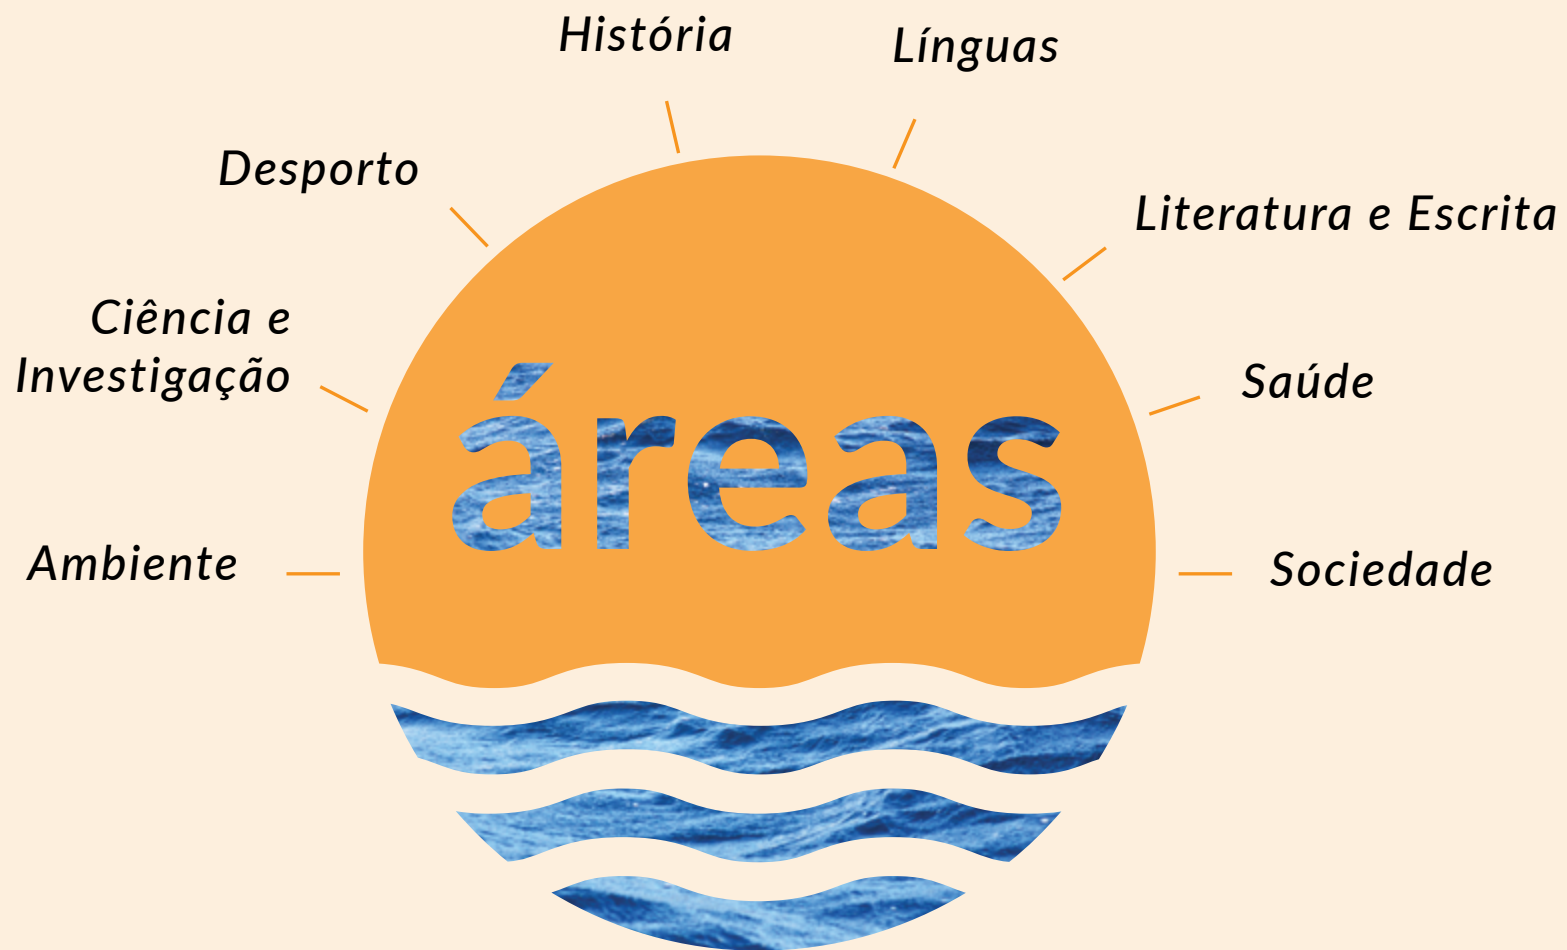 História
Línguas
Desporto
Literatura e Escrita
Ciência e
Investigação
Saúde
áreas
Ambiente
Sociedade